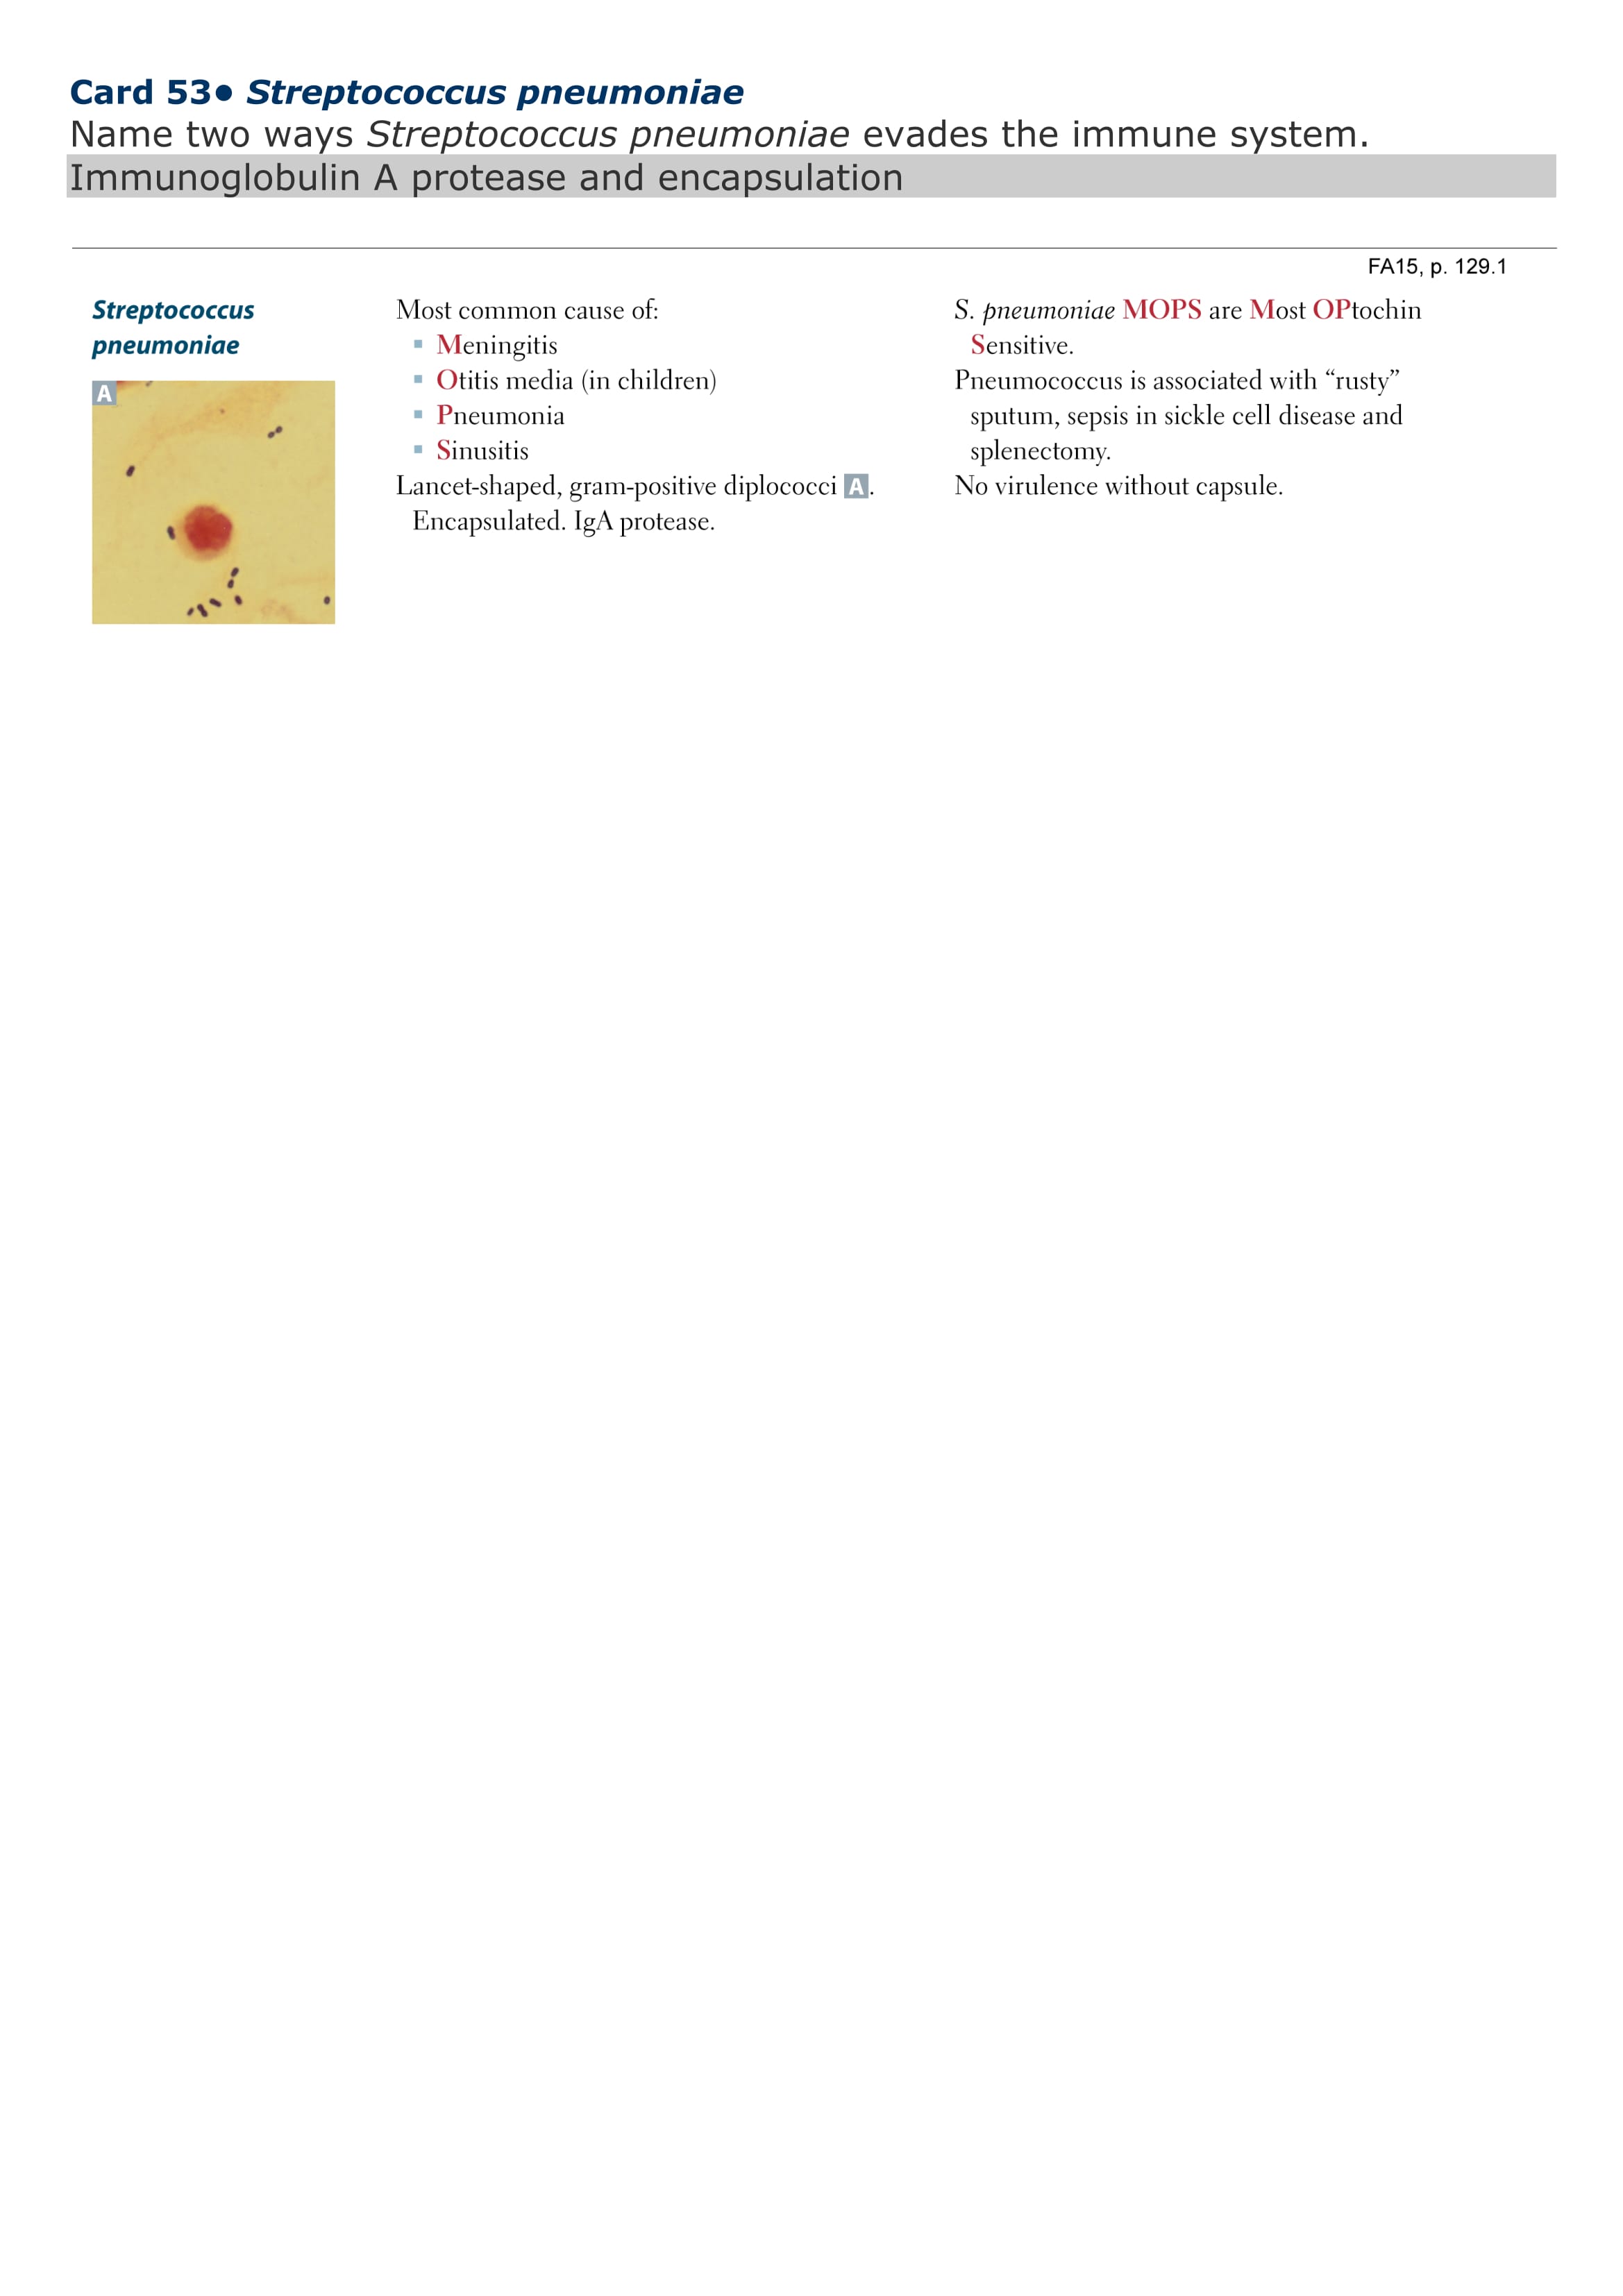 Card 53● Streptococcus pneumoniae
Name two ways Streptococcus pneumoniae evades the immune system.
Immunoglobulin A protease and encapsulation
FA15, p. 129.1
Streptococcus
pneumoniae
A
Most common cause of:
▪ Meningitis
▪ Otitis media (in children)
▪ Pneumonia
▪ Sinusitis
Lancet-shaped, gram-positive diplococci A.
Encapsulated. IgA protease.
S. pneumoniae MOPS are Most OPtochin
Sensitive.
Pneumococcus is associated with “rusty”
sputum, sepsis in sickle cell disease and
splenectomy.
No virulence without capsule.